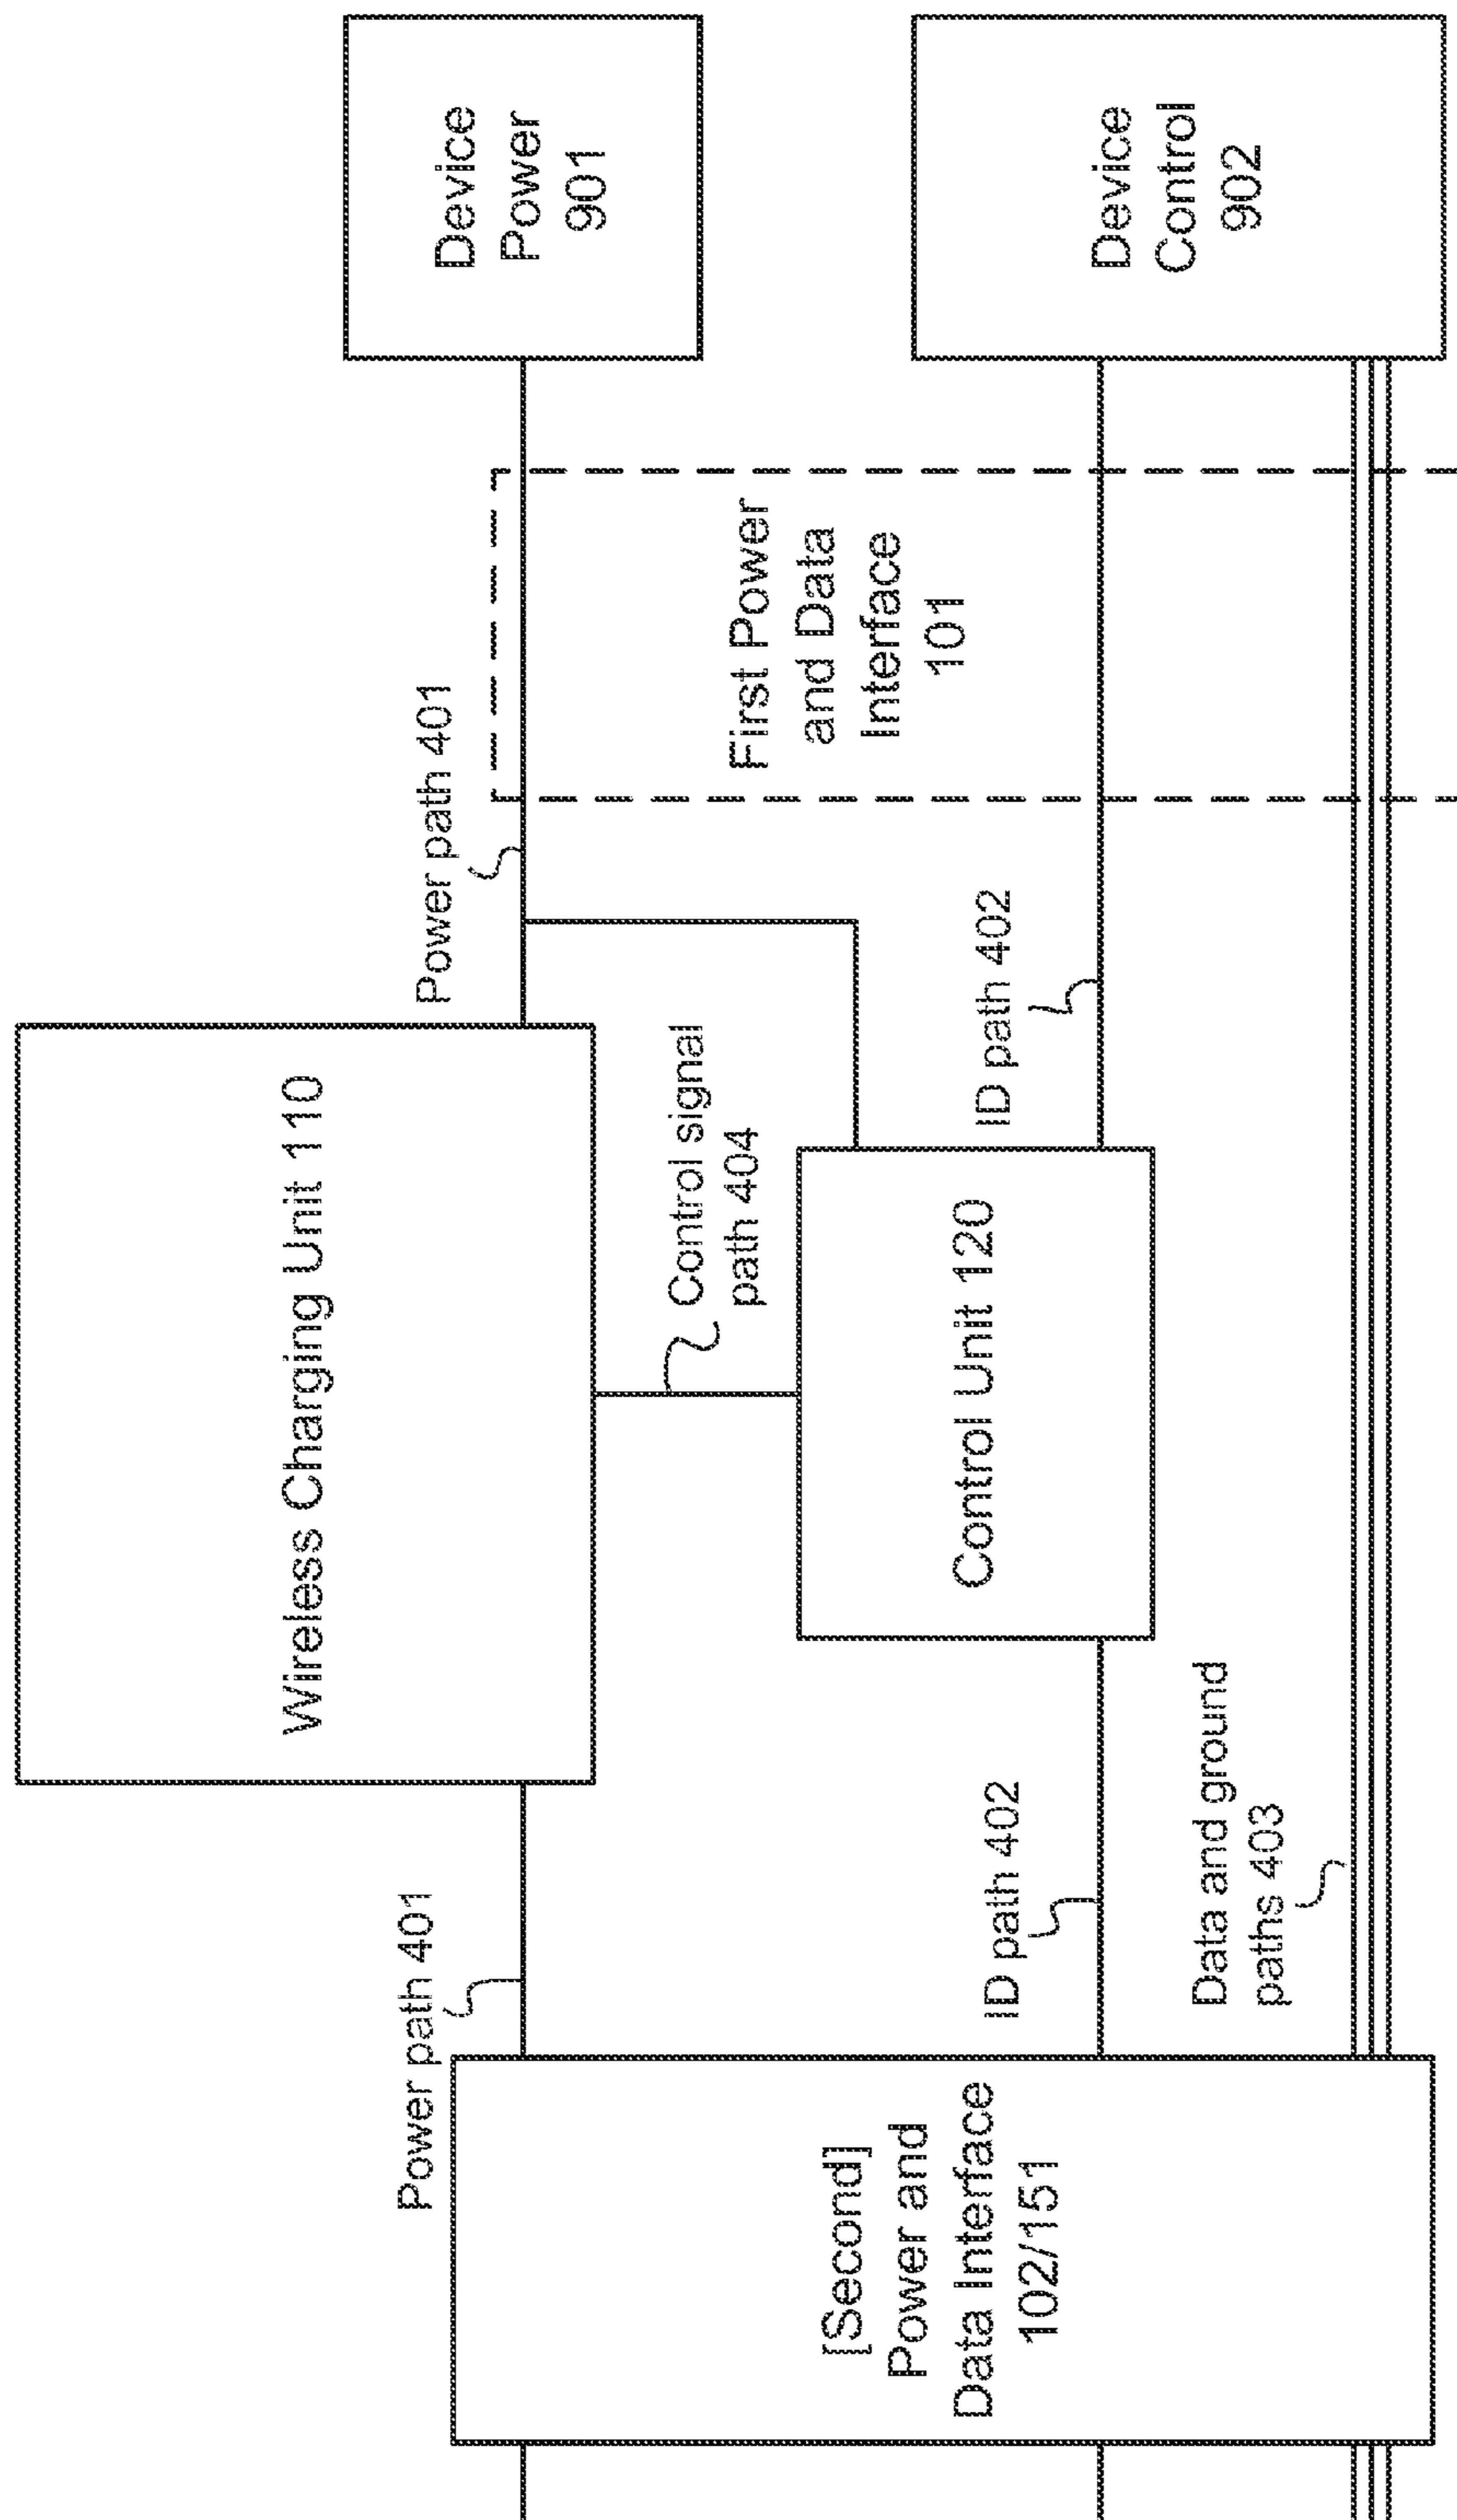 Wireless Charging Unit 110
Power path 401
Power path 401
Device
Power
901
Control signal
path 404
[Second]
Power and
Data Interface
102/151
First Power
and Data
Interface
101
Control Unit 120
ID path 402
ID path 402
Device
Control
902
Data and ground
paths 403